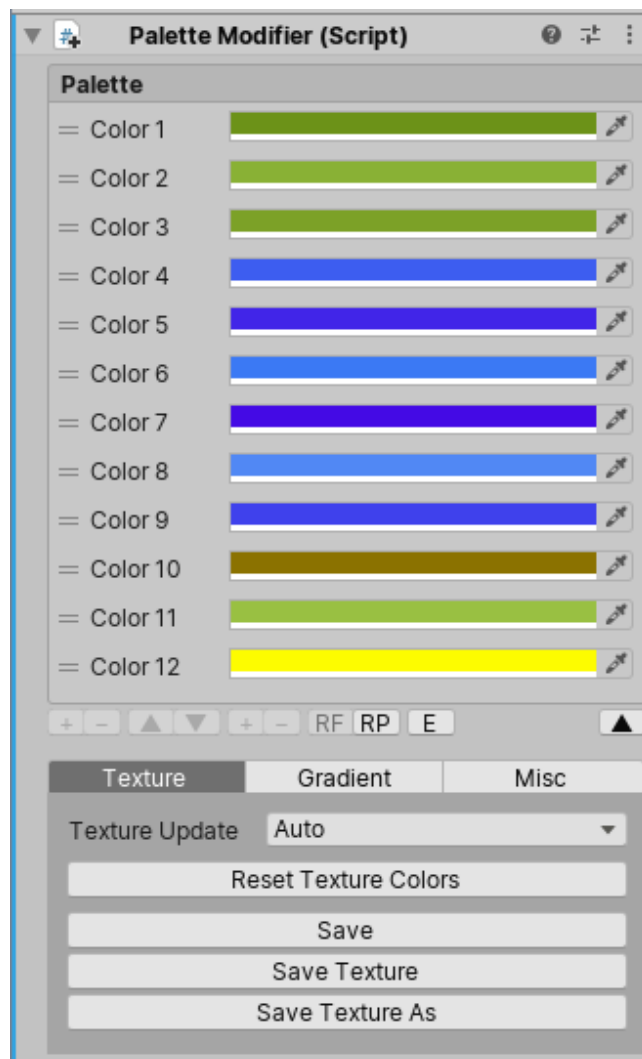 Palette Modifier (Script)
Palette
Color 1
Color 2
Color 3
Color 4
Color 5
Color 6
Color 7
Color 8
Color 9
Color 10
Color 11
Color 12
+ - ▲ ▼ + - RF RP E ▲
Texture Gradient Misc
Texture Update Auto
Reset Texture Colors
Save
Save Texture
Save Texture As